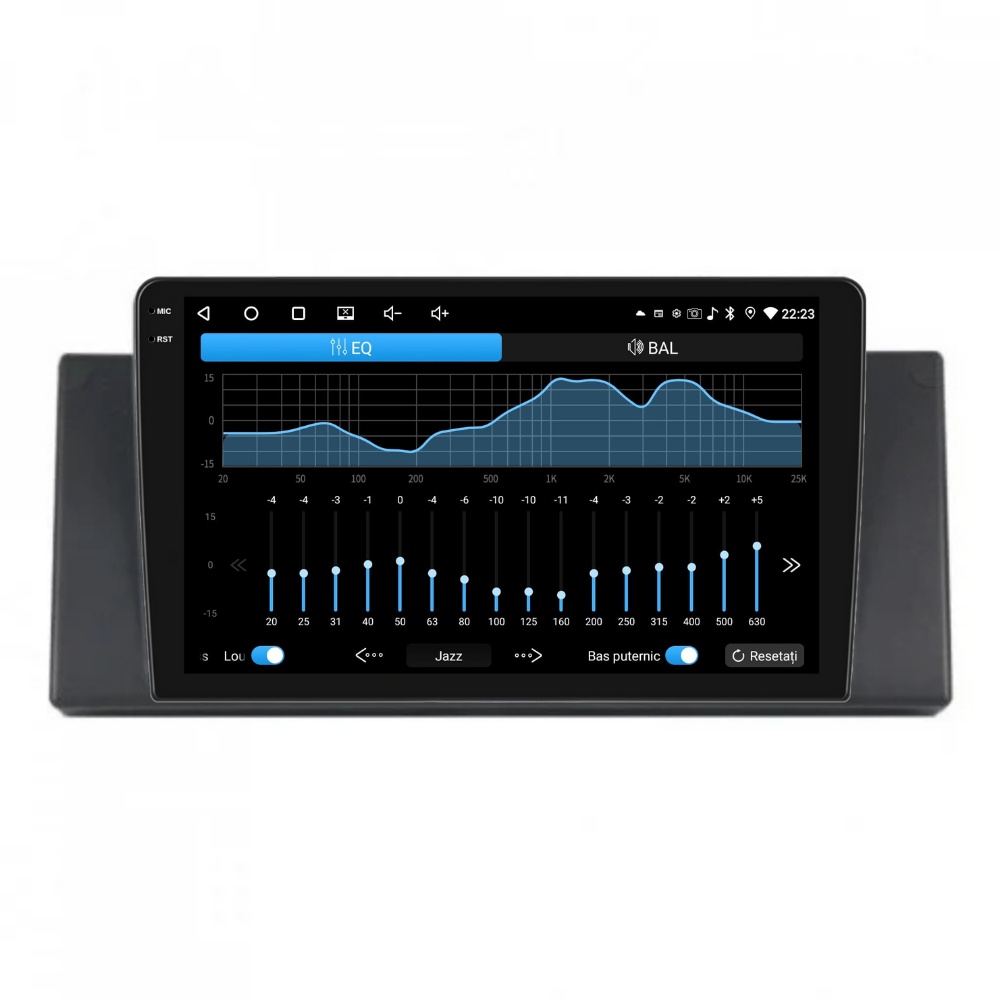 MIC
22:23
RST
EQ
BAL
15
0
-15
20 50 100 200 500 1K 2K 5K 10K 25K
-4 -4 -3 -1 0 -4 -6 -10 -10 -11 -4 -3 -2 -2 +2 +5
15
0
-15
20 25 31 40 50 63 80 100 125 160 200 250 315 400 500 630
s Lou Jazz Bas puternic Resetați